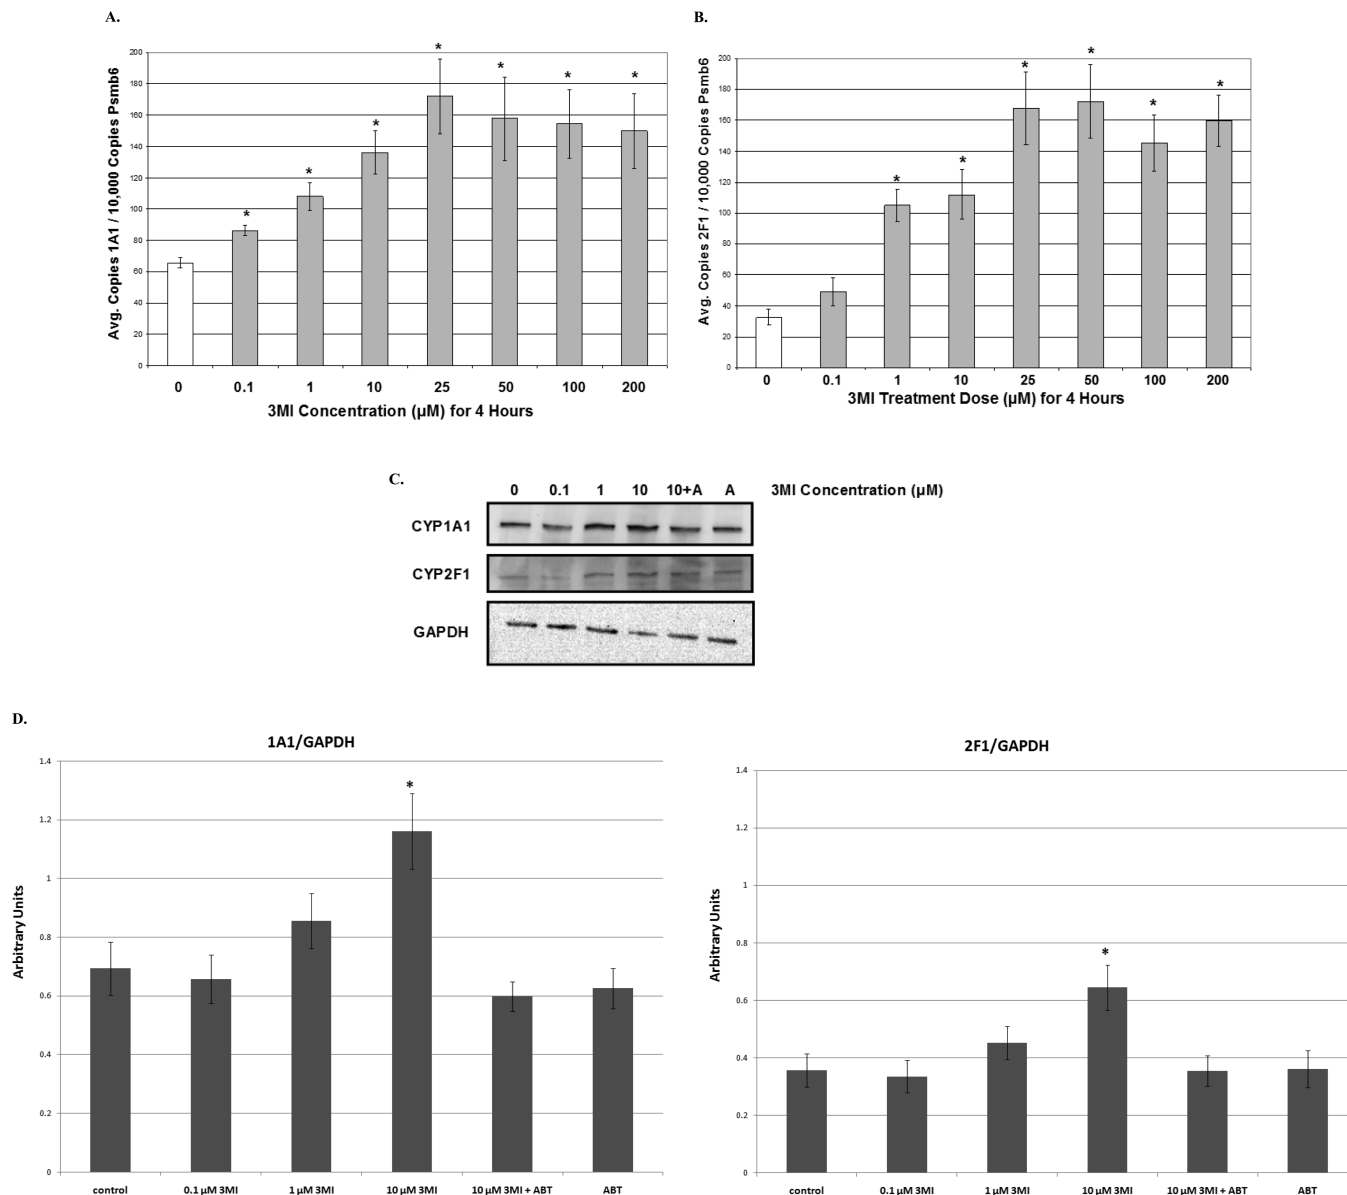 A.
Avg. Copies 1A1 / 10,000 Copies Psmb6
200
180
160
140
120
100
80
60
40
20
0
* * * * * * *
0 0.1 1 10 25 50 100 200
3MI Concentration (µM) for 4 Hours
B.
Avg. Copies 2F1 / 10,000 Copies Psmb6
200
180
160
140
120
100
80
60
40
20
0
* * * * * *
0 0.1 1 10 25 50 100 200
3MI Treatment Dose (µM) for 4 Hours
C.
0 0.1 1 10 10+A A 3MI Concentration (µM)
CYP1A1
CYP2F1
GAPDH
D.
1A1/GAPDH
Arbitrary Units
1.4
1.2
1
0.8
0.6
0.4
0.2
0
*
control 0.1 µM 3MI 1 µM 3MI 10 µM 3MI 10 µM 3MI + ABT ABT
2F1/GAPDH
Arbitrary Units
1.4
1.2
1
0.8
0.6
0.4
0.2
0
*
control 0.1 µM 3MI 1 µM 3MI 10 µM 3MI 10 µM 3MI + ABT ABT